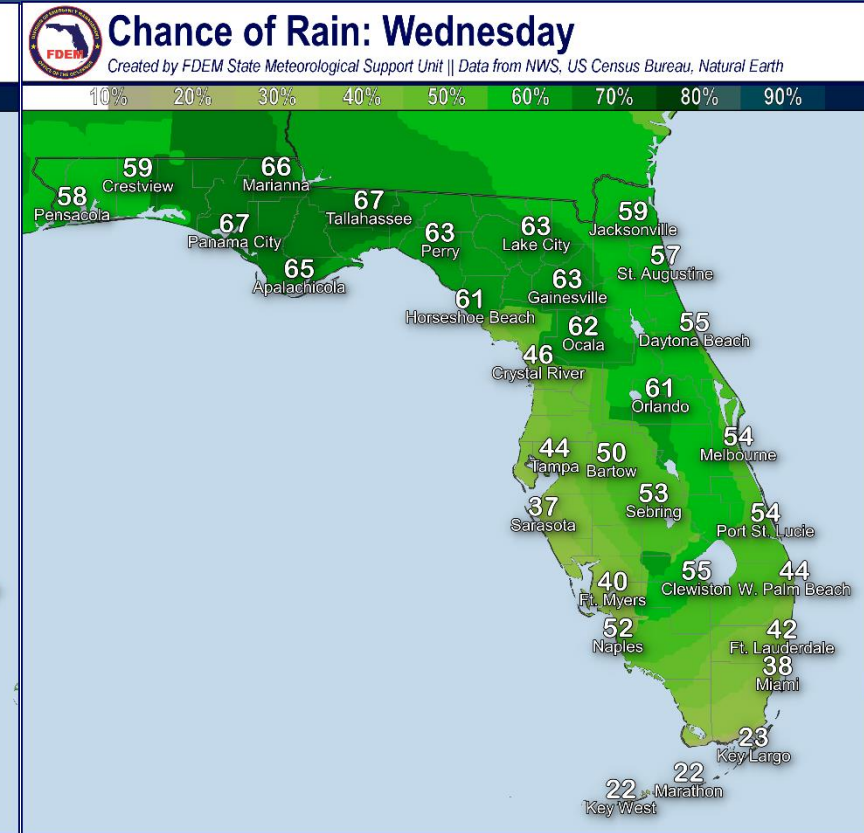 FDEM
Chance of Rain: Wednesday
Created by FDEM State Meteorological Support Unit || Data from NWS, US Census Bureau, Natural Earth
10% 20% 30% 40% 50% 60% 70% 80% 90%
59
Crestview
66
Marianna
58
Pensacola
67
Panama City
67
Tallahassee
65
Apalachicola
63
Perry
63
Lake City
59
Jacksonville
57
St. Augustine
63
Gainesville
61
Horseshoe Beach
62
Ocala
55
Daytona Beach
46
Crystal River
61
Orlando
54
Melbourne
44
Tampa
50
Bartow
53
Sebring
37
Sarasota
54
Port St. Lucie
40
Ft. Myers
55
Clewiston
44
W. Palm Beach
52
Naples
42
Ft. Lauderdale
38
Miami
23
Key Largo
22
Marathon
22
Key West